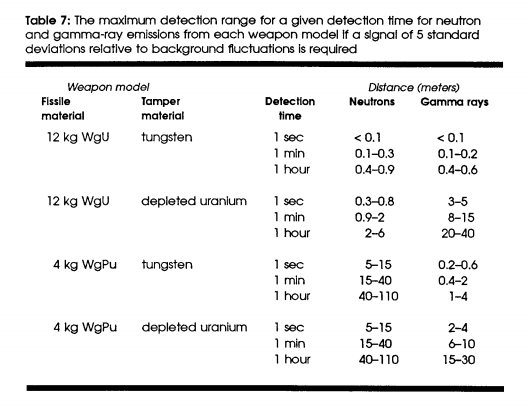 Table 7: The maximum detection range for a given detection time for neutron
and gamma-ray emissions from each weapon model if a signal of 5 standard
deviations relative to background fluctuations is required
Weapon model Distance (meters)
Fissile Tamper Detection Neutrons Gamma rays
material material time
12 kg WgU tungsten 1 sec < 0.1 < 0.1
1 min 0.1–0.3 0.1–0.2
1 hour 0.4–0.9 0.4–0.6
12 kg WgU depleted uranium 1 sec 0.3–0.8 3–5
1 min 0.9–2 8–15
1 hour 2–6 20–40
4 kg WgPu tungsten 1 sec 5–15 0.2–0.6
1 min 15–40 0.4–2
1 hour 40–110 1–4
4 kg WgPu depleted uranium 1 sec 5–15 2–4
1 min 15–40 6–10
1 hour 40–110 15–30